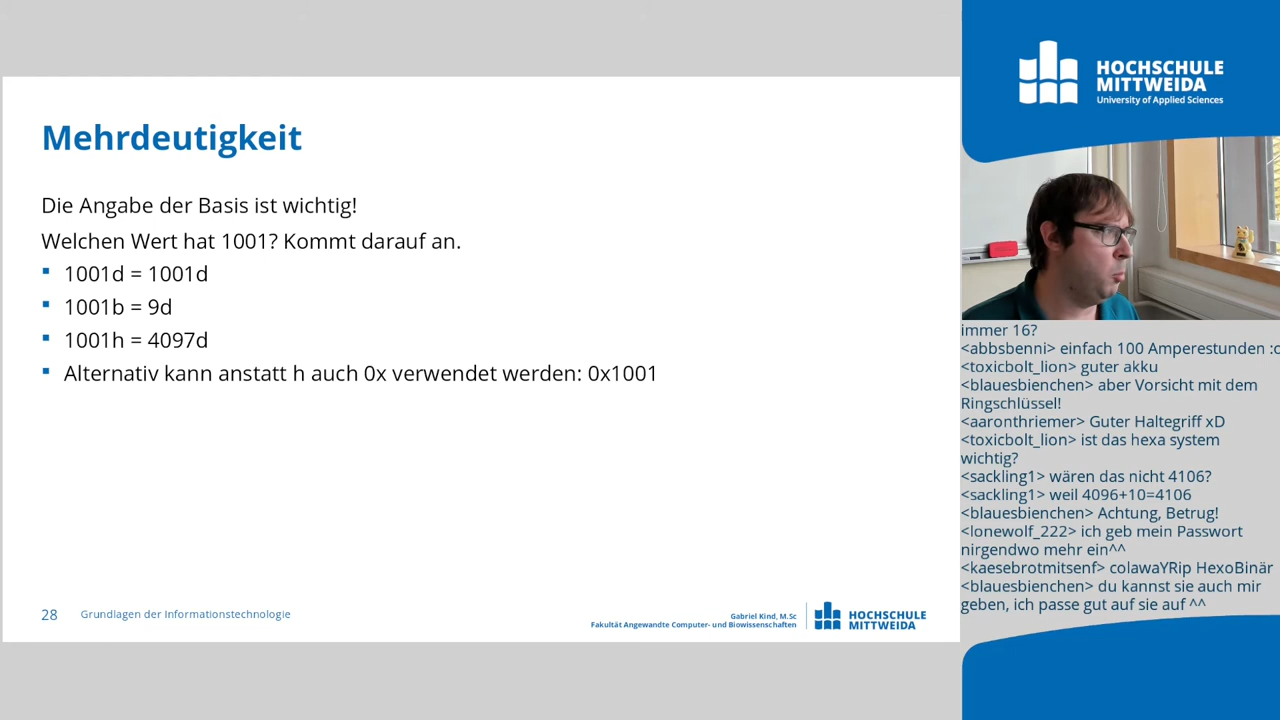 HOCHSCHULE
MITTWEIDA
University of Applied Sciences
Mehrdeutigkeit
Die Angabe der Basis ist wichtig!
Welchen Wert hat 1001? Kommt darauf an.
1001d = 1001d
1001b = 9d
1001h = 4097d
Alternativ kann anstatt h auch 0x verwendet werden: 0x1001
28 Grundlagen der Informationstechnologie
Gabriel Kind, M.Sc
Fakultät Angewandte Computer- und Biowissenschaften
HOCHSCHULE
MITTWEIDA
immer 16?
<abbsbenni> einfach 100 Amperestunden :d
<toxicbolt_lion> guter akku
<blauesbienchen> aber Vorsicht mit dem
Ringschlüssel!
<aaronthriemer> Guter Haltegriff xD
<toxicbolt_lion> ist das hexa system
wichtig?
<sackling1> wären das nicht 4106?
<sackling1> weil 4096+10=4106
<blauesbienchen> Achtung, Betrug!
<lonewolf_222> ich geb mein Passwort
nirgendwo mehr ein^^
<kaesebrotmitsenf> colawaYRip HexoBinär
<blauesbienchen> du kannst sie auch mir
geben, ich passe gut auf sie auf ^^